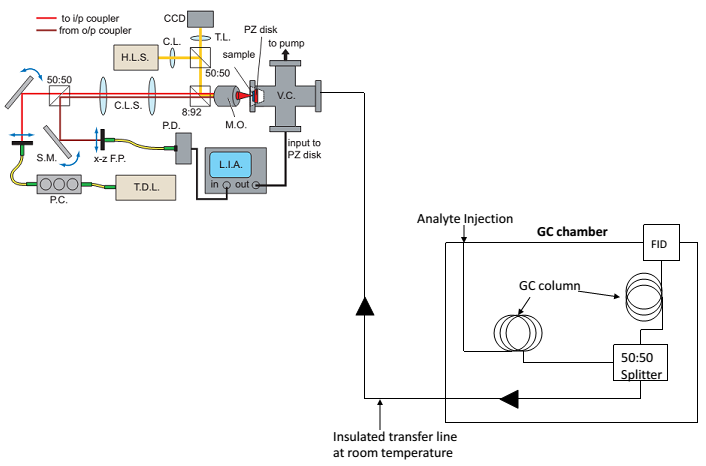 to i/p coupler
from o/p coupler
CCD
T.L.
C.L.
H.L.S.
50:50
PZ disk
to pump
sample
V.C.
50:50
C.L.S.
8:92
M.O.
P.D.
input to
PZ disk
S.M.
x-z F.P.
L.I.A.
in out
P.C.
T.D.L.
Analyte Injection
GC chamber
FID
GC column
50:50
Splitter
Insulated transfer line
at room temperature